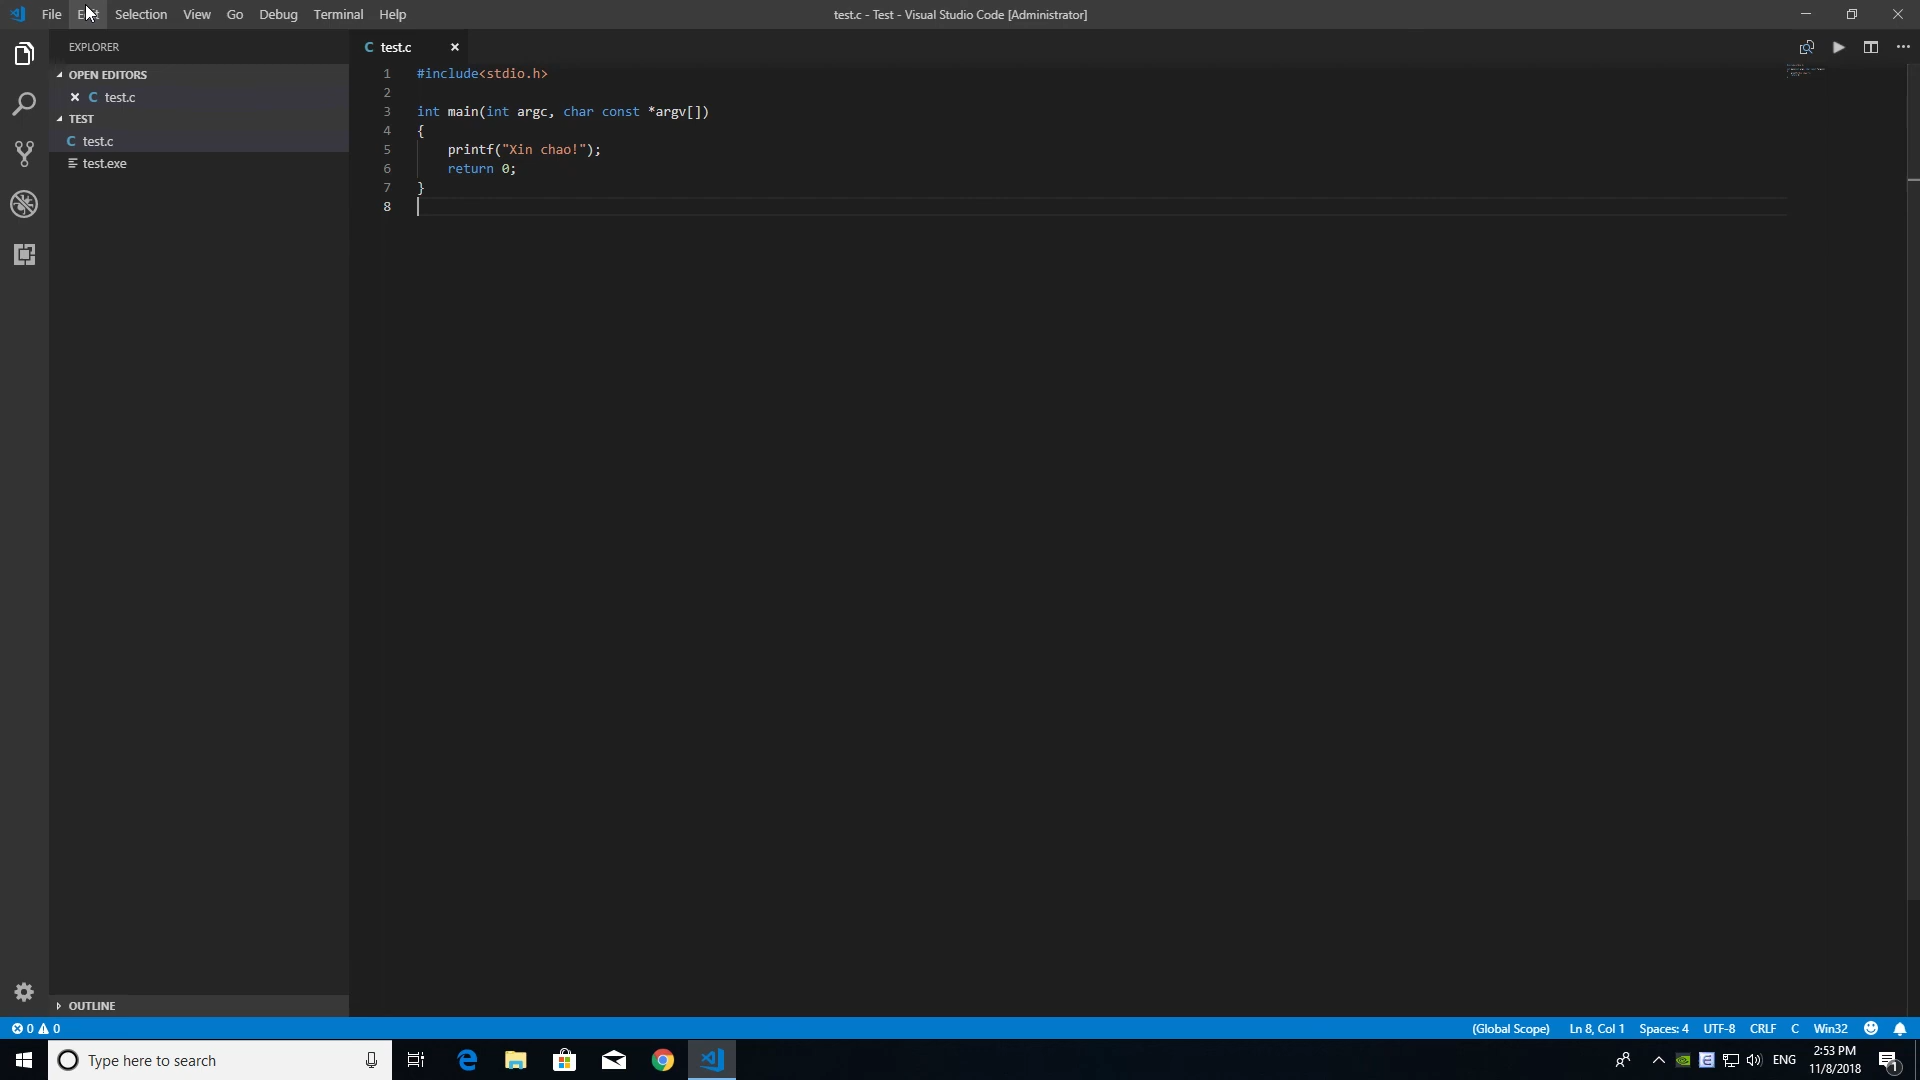 File Edit Selection View Go Debug Terminal Help
test.c - Test - Visual Studio Code [Administrator]
EXPLORER
OPEN EDITORS
C test.c
TEST
C test.c
test.exe
OUTLINE
C test.c
1 #include<stdio.h>
2
3 int main(int argc, char const *argv[])
4 {
5 printf("Xin chao!");
6 return 0;
7 }
8
0 0
(Global Scope) Ln 8, Col 1 Spaces: 4 UTF-8 CRLF C Win32
Type here to search
ENG
2:53 PM
11/8/2018
1